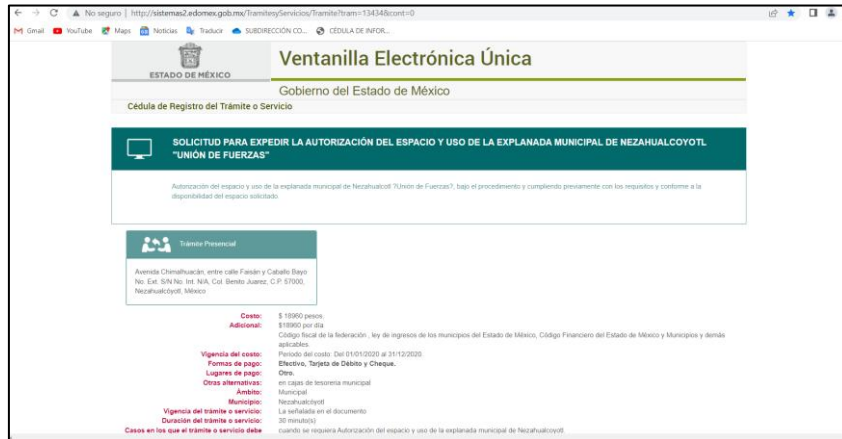 No seguro | http://sistemas2.edomex.gob.mx/TramitesyServicios/Tramite?tram=13434&cont=0
Gmail YouTube Maps Noticias Traducir SUBDIRECCIÓN CO... CÉDULA DE INFOR...
ESTADO DE MÉXICO
Ventanilla Electrónica Única
Gobierno del Estado de México
Cédula de Registro del Trámite o Servicio
SOLICITUD PARA EXPEDIR LA AUTORIZACIÓN DEL ESPACIO Y USO DE LA EXPLANADA MUNICIPAL DE NEZAHUALCOYOTL
"UNIÓN DE FUERZAS"
Autorización del espacio y uso de la explanada municipal de Nezahualcotl ?Unión de Fuerzas?, bajo el procedimiento y cumpliendo previamente con los requisitos y conforme a la
disponibilidad del espacio solicitado.
Trámite Presencial
Avenida Chimalhuacán, entre calle Faisán y Caballo Bayo
No. Ext. S/N No. Int. N/A, Col. Benito Juarez, C.P. 57000,
Nezahualcóyotl, México
Costo: $ 18960 pesos.
Adicional: $18960 por día
Código fiscal de la federación , ley de ingresos de los municipios del Estado de México, Código Financiero del Estado de México y Municipios y demás
aplicables.
Vigencia del costo: Periodo del costo: Del 01/01/2020 al 31/12/2020
Formas de pago: Efectivo, Tarjeta de Débito y Cheque.
Lugares de pago: Otro.
Otras alternativas: en cajas de tesoreria municipal
Ámbito: Municipal
Municipio: Nezahualcóyotl
Vigencia del trámite o servicio: La señalada en el documento
Duración del trámite o servicio: 30 minuto(s)
Casos en los que el trámite o servicio debe cuando se requiera Autorización del espacio y uso de la explanada municipal de Nezahualcoyotl.